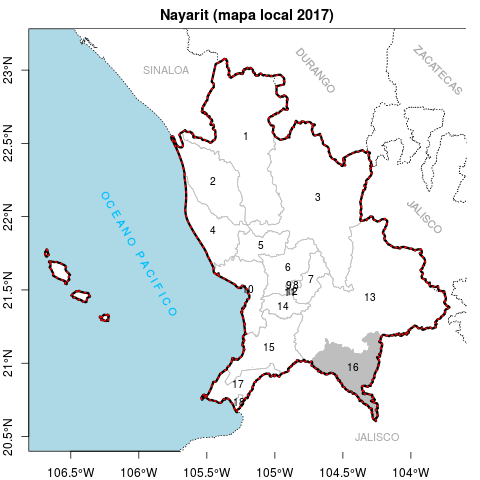 Nayarit (mapa local 2017)
SINALOA
DURANGO
ZACATECAS
JALISCO
OCEANO PACIFICO
1
2
3
4
5
6
7
9
8
12
10
13
14
15
16
17
18
JALISCO
23°N
22.5°N
22°N
21.5°N
21°N
20.5°N
106.5°W
106°W
105.5°W
105°W
104.5°W
104°W